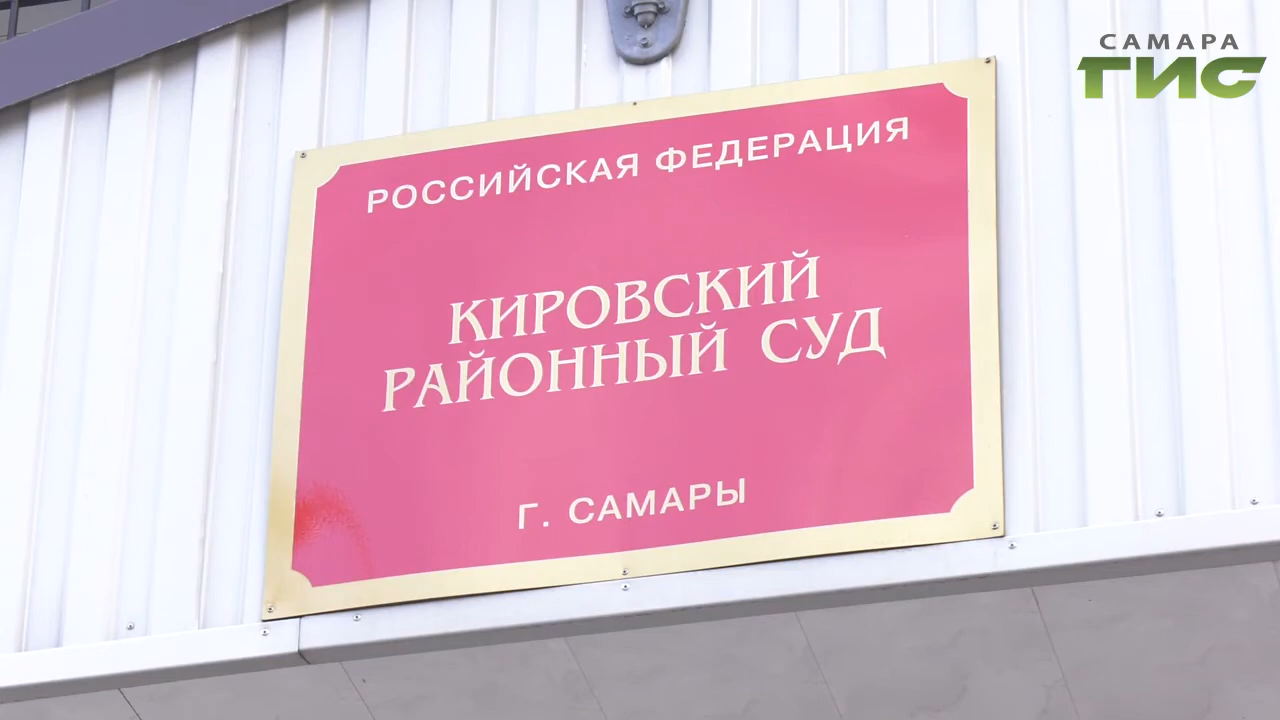 САМАРА
ГИС
РОССИЙСКАЯ ФЕДЕРАЦИЯ
КИРОВСКИЙ
РАЙОННЫЙ СУД
Г. САМАРЫ